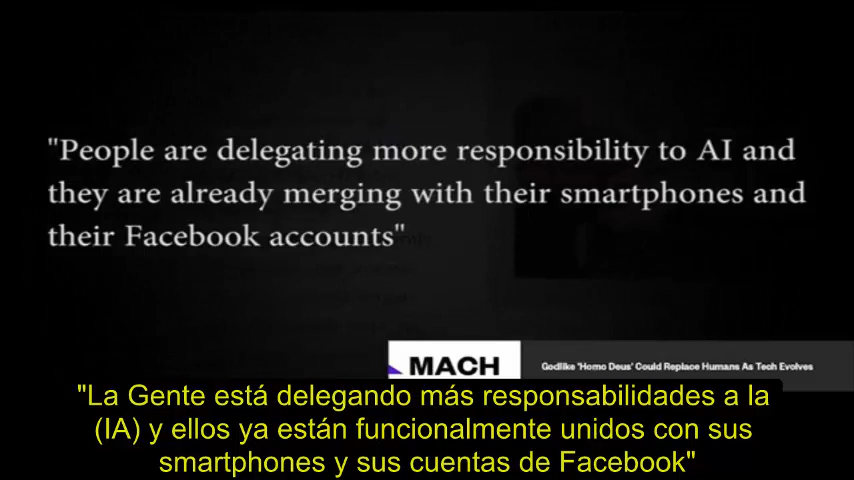 "People are delegating more responsibility to AI and
they are already merging with their smartphones and
their Facebook accounts"
MACH
Godlike 'Homo Deus' Could Replace Humans As Tech Evolves
"La Gente está delegando más responsabilidades a la
(IA) y ellos ya están funcionalmente unidos con sus
smartphones y sus cuentas de Facebook"